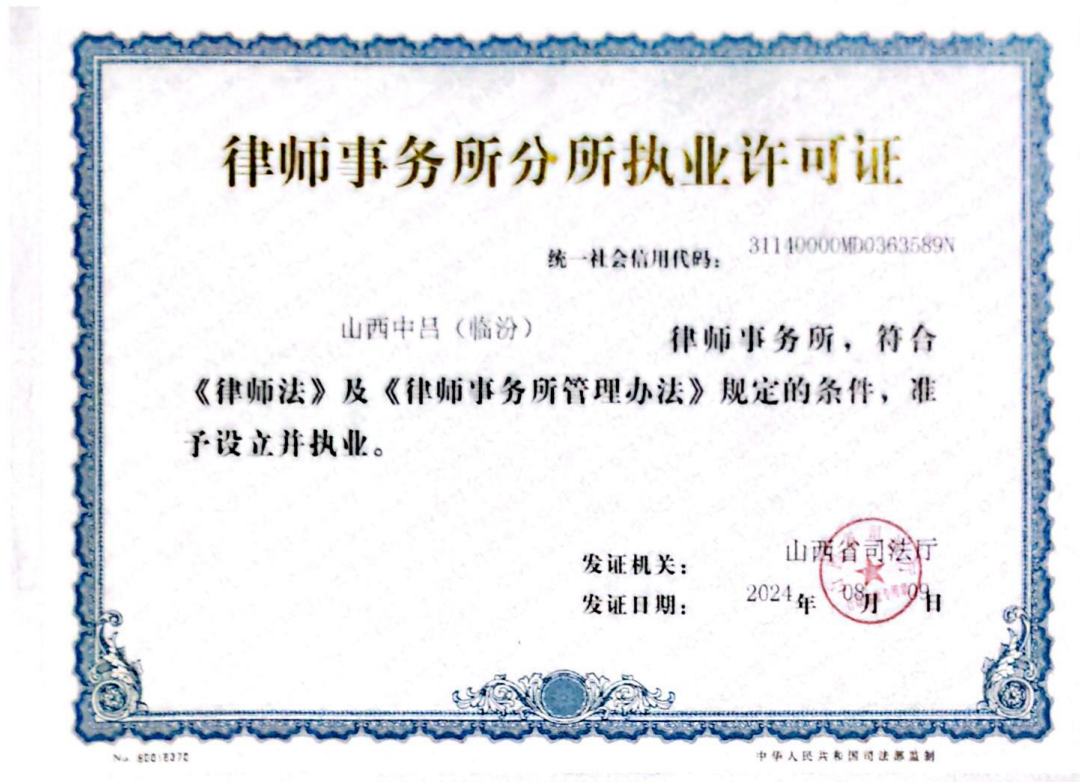 律师事务所分所执业许可证
统一社会信用代码： 31140000MD0363589N
山西中吕（临汾） 律师事务所，符合
《律师法》及《律师事务所管理办法》规定的条件，准
予设立并执业。
发证机关： 山西省司法厅
发证日期： 2024年 08月 09日
No. 60018370
中华人民共和国司法部监制